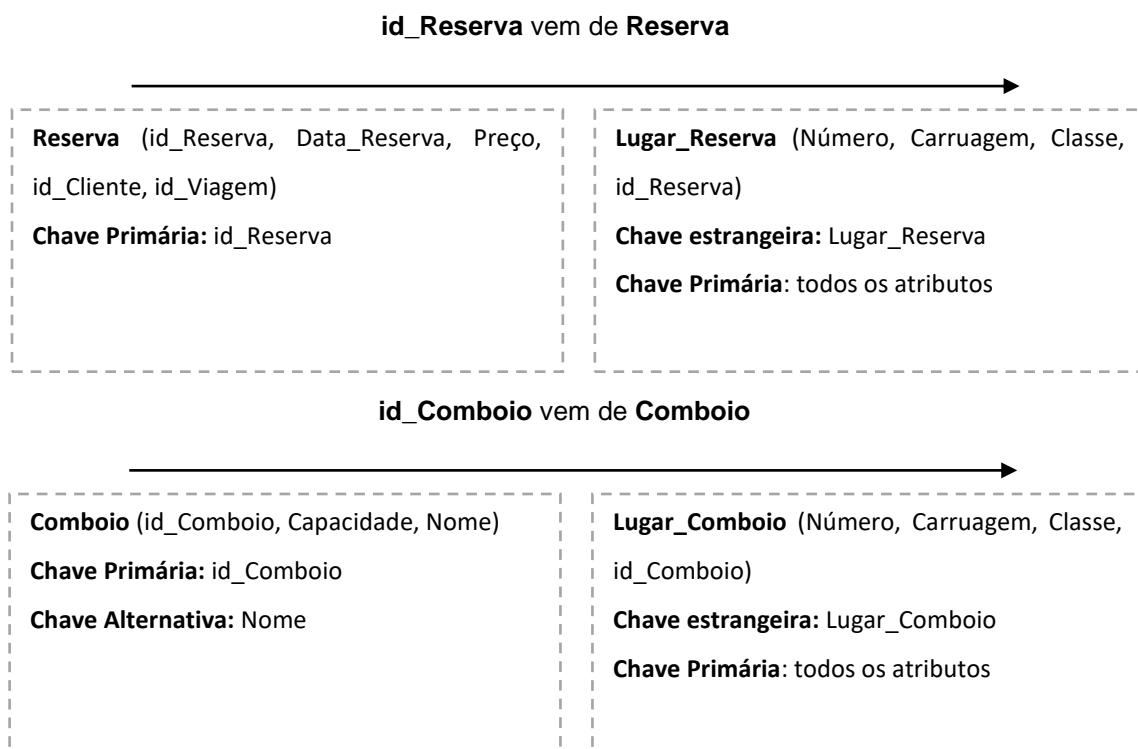 id_Reserva vem de Reserva
Reserva (id_Reserva, Data_Reserva, Preço,
id_Cliente, id_Viagem)
Chave Primária: id_Reserva
Lugar_Reserva (Número, Carruagem, Classe,
id_Reserva)
Chave estrangeira: Lugar_Reserva
Chave Primária: todos os atributos
id_Comboio vem de Comboio
Comboio (id_Comboio, Capacidade, Nome)
Chave Primária: id_Comboio
Chave Alternativa: Nome
Lugar_Comboio (Número, Carruagem, Classe,
id_Comboio)
Chave estrangeira: Lugar_Comboio
Chave Primária: todos os atributos